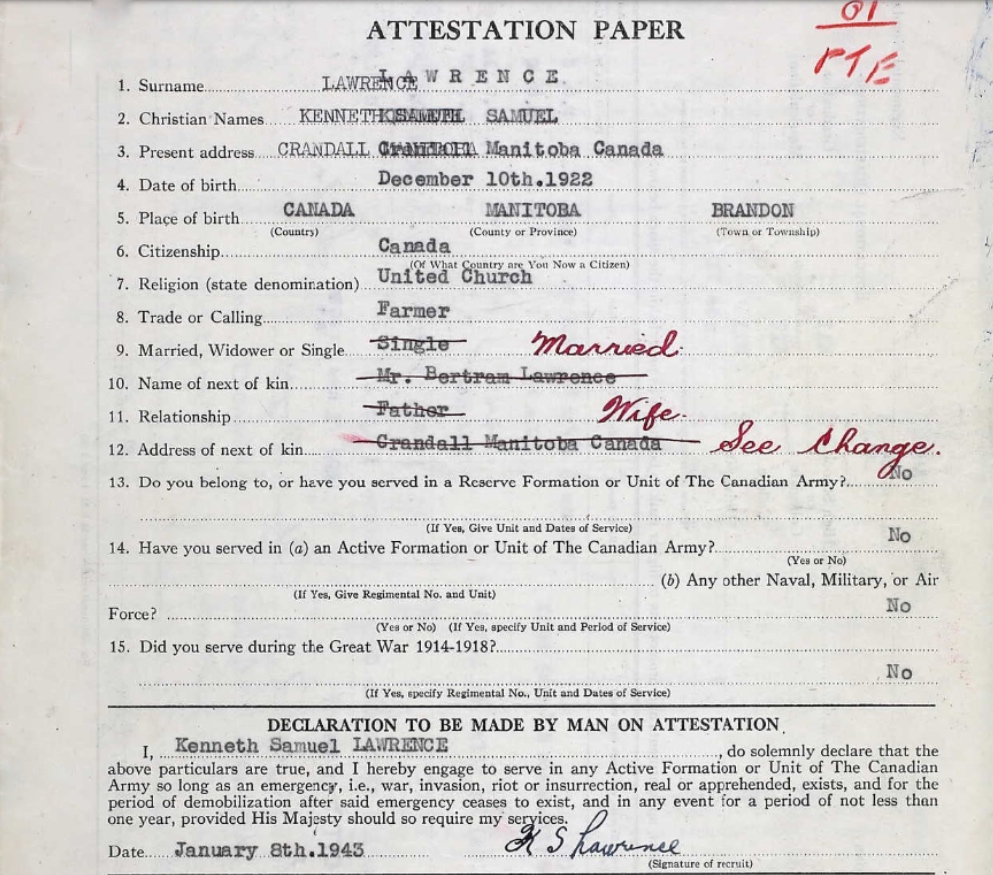 01
PTE
ATTESTATION PAPER
1. Surname LAWRENCE LAWRENCE
2. Christian Names KENNETH SAMUEL
3. Present address CRANDALL Manitoba Canada
4. Date of birth December 10th.1922
5. Place of birth CANADA MANITOBA BRANDON
(Country) (County or Province) (Town or Township)
6. Citizenship Canada
(Of What Country are You Now a Citizen)
7. Religion (state denomination) United Church
8. Trade or Calling Farmer
9. Married, Widower or Single Single Married.
10. Name of next of kin Mr. Bertram Lawrence
11. Relationship Father Wife.
12. Address of next of kin Crandall Manitoba Canada See Change.
13. Do you belong to, or have you served in a Reserve Formation or Unit of The Canadian Army? No
(If Yes, Give Unit and Dates of Service)
14. Have you served in (a) an Active Formation or Unit of The Canadian Army? No
(Yes or No)
(b) Any other Naval, Military, or Air
(If Yes, Give Regimental No. and Unit)
Force? No
(Yes or No) (If Yes, specify Unit and Period of Service)
15. Did you serve during the Great War 1914-1918?
No
(If Yes, specify Regimental No., Unit and Dates of Service)
DECLARATION TO BE MADE BY MAN ON ATTESTATION
I, Kenneth Samuel LAWRENCE, do solemnly declare that the
above particulars are true, and I hereby engage to serve in any Active Formation or Unit of The Canadian
Army so long as an emergency, i.e., war, invasion, riot or insurrection, real or apprehended, exists, and for the
period of demobilization after said emergency ceases to exist, and in any event for a period of not less than
one year, provided His Majesty should so require my services.
Date January 8th.1943 K S Lawrence
(Signature of recruit)